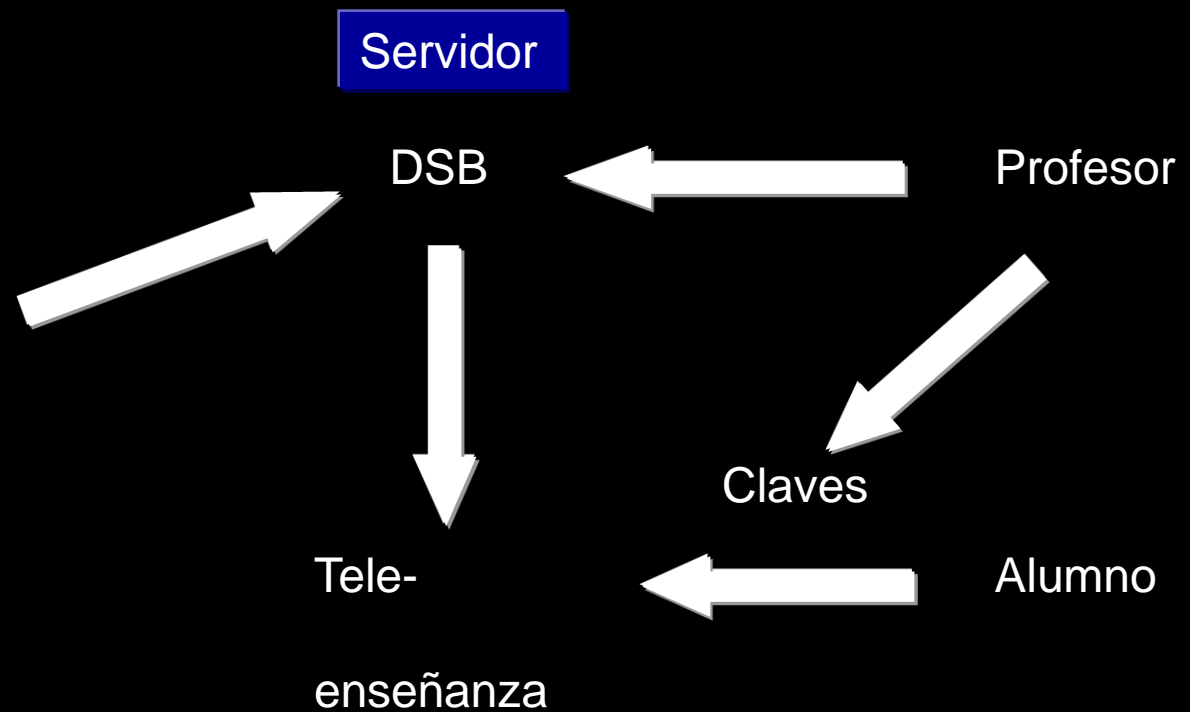 Servidor
DSB
Profesor
Claves
Tele-
Alumno
enseñanza